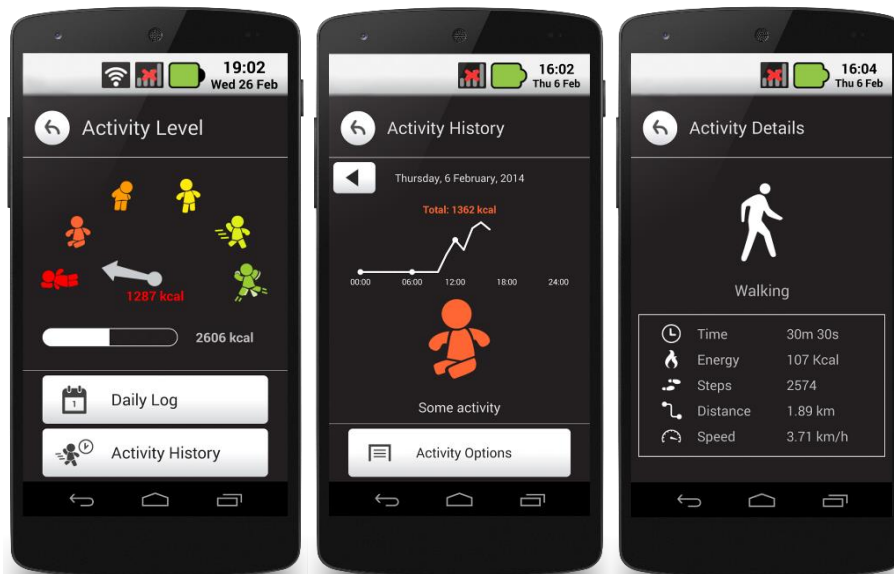 19:02
Wed 26 Feb
Activity Level
1287 kcal
2606 kcal
1
Daily Log
Activity History
16:02
Thu 6 Feb
Activity History
Thursday, 6 February, 2014
Total: 1362 kcal
00:00 06:00 12:00 18:00 24:00
Some activity
Activity Options
16:04
Thu 6 Feb
Activity Details
Walking
Time 30m 30s
Energy 107 Kcal
Steps 2574
Distance 1.89 km
Speed 3.71 km/h